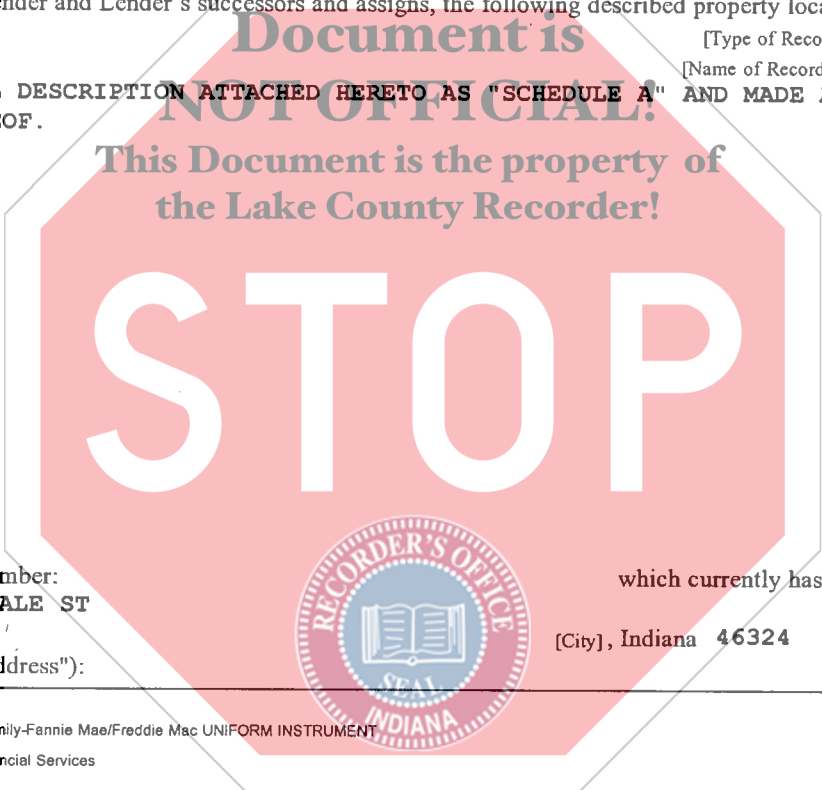 ender and Lender's successors and assigns, the following described property loca
Document is
[Type of Reco
[Name of Record
DESCRIPTION ATTACHED HERETO AS "SCHEDULE A" AND MADE
NOT OFFICIAL!
OF.
This Document is the property of
the Lake County Recorder!
STOP
RECORDER'S OFFICE
mber:
which currently has
ALE ST
[City], Indiana 46324
ddress"):
SEAL
INDIANA
mily-Fannie Mae/Freddie Mac UNIFORM INSTRUMENT
ncial Services